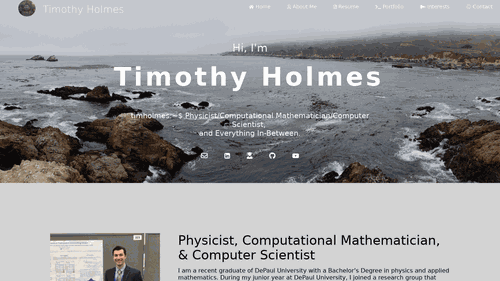 Timothy Holmes
Home
About Me
Resume
Portfolio
Interests
Contact
Hi, I'm
Timothy Holmes
timholmes:~$ Physicist/Computational Mathematician/Computer
Scientist,
and Everything In-Between.
Physicist, Computational Mathematician,
& Computer Scientist
I am a recent graduate of DePaul University with a Bachelor's Degree in physics and applied
mathematics. During my junior year at DePaul University, I joined a research group that